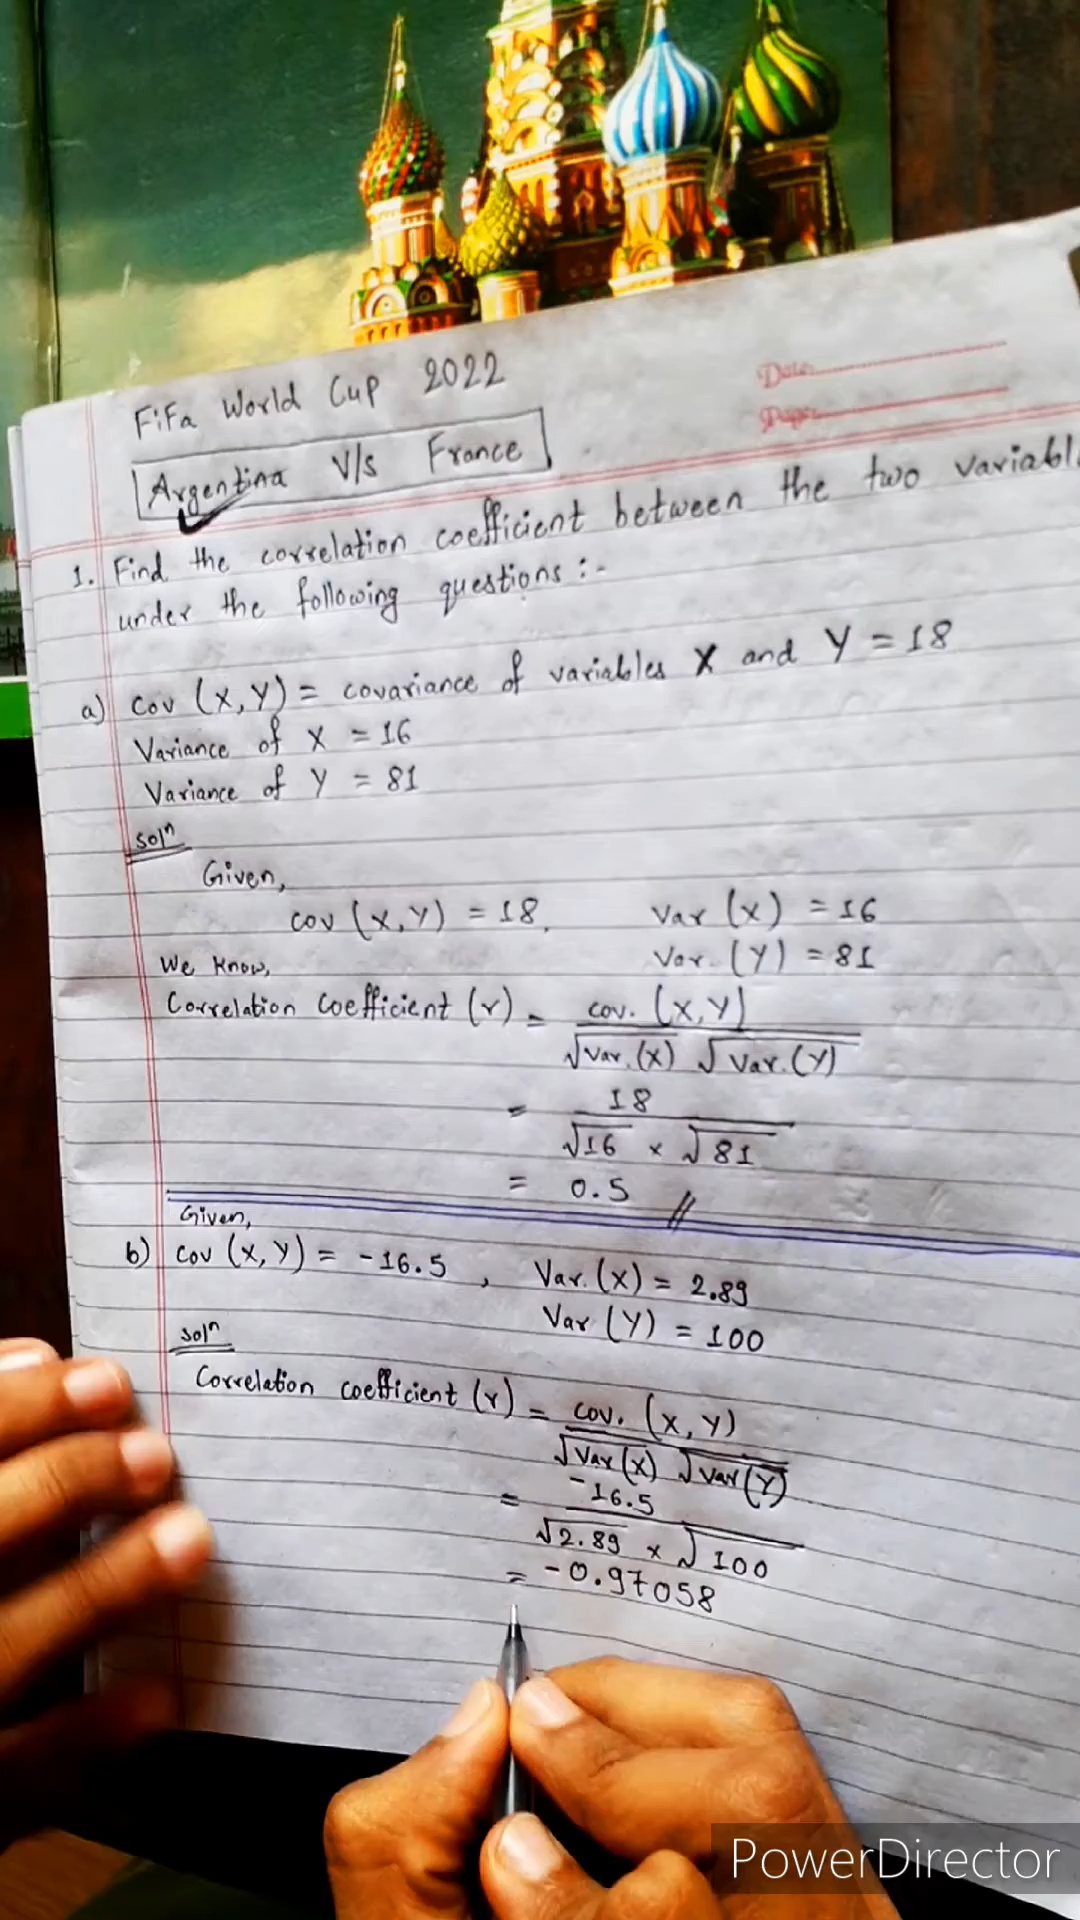 FiFa World Cup 2022
Date:
Argentina V/s France
Page:
1. Find the correlation coefficient between the two variabl
under the following questions :-
a) Cov (X,Y) = covariance of variables X and Y = 18
Variance of X = 16
Variance of Y = 81
Solⁿ
Given,
cov (X,Y) = 18, Var (X) = 16
Var. (Y) = 81
We know,
Correlation Coefficient (r) = cov. (X,Y)
√Var.(X) √Var.(Y)
= 18
√16 × √81
= 0.5 //
Given,
b) Cov (X,Y) = -16.5, Var.(X) = 2.89
Var (Y) = 100
Solⁿ
Correlation coefficient (r) = cov. (X,Y)
√Var(X) √Var(Y)
= -16.5
√2.89 × √100
= -0.97058
PowerDirector